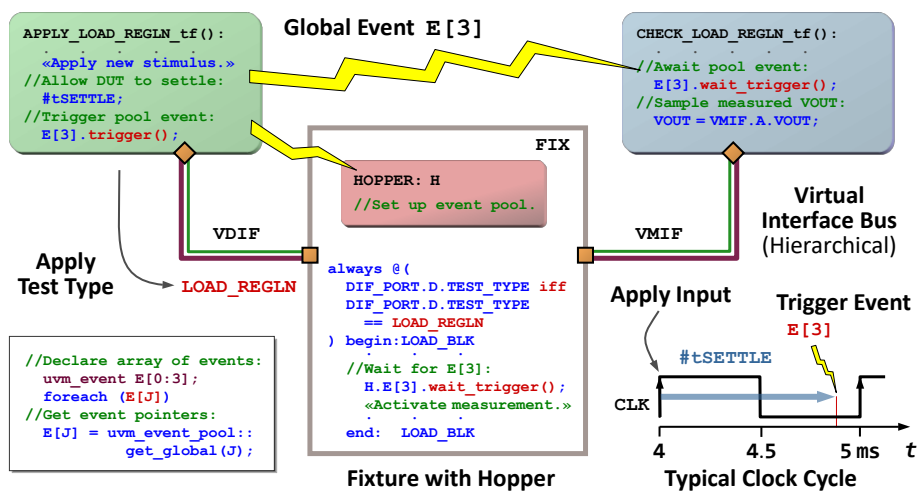 Global Event E[3]
APPLY_LOAD_REGLN_tf():
. . . . .
«Apply new stimulus.»
//Allow DUT to settle:
#tSETTLE;
//Trigger pool event:
E[3].trigger();
CHECK_LOAD_REGLN_tf():
. . . . .
//Await pool event:
E[3].wait_trigger();
//Sample measured VOUT:
VOUT = VMIF.A.VOUT;
FIX
HOPPER: H
//Set up event pool.
VDIF
VMIF
Virtual
Interface Bus
(Hierarchical)
Apply
Test Type
LOAD_REGLN
always @(
DIF_PORT.D.TEST_TYPE iff
DIF_PORT.D.TEST_TYPE
== LOAD_REGLN
) begin:LOAD_BLK
. . .
//Wait for E[3]:
H.E[3].wait_trigger();
«Activate measurement.»
. . .
end: LOAD_BLK
Fixture with Hopper
//Declare array of events:
uvm_event E[0:3];
foreach (E[J])
//Get event pointers:
E[J] = uvm_event_pool::
get_global(J);
Apply Input
Trigger Event
E[3]
#tSETTLE
CLK
4
4.5
5 ms
t
Typical Clock Cycle